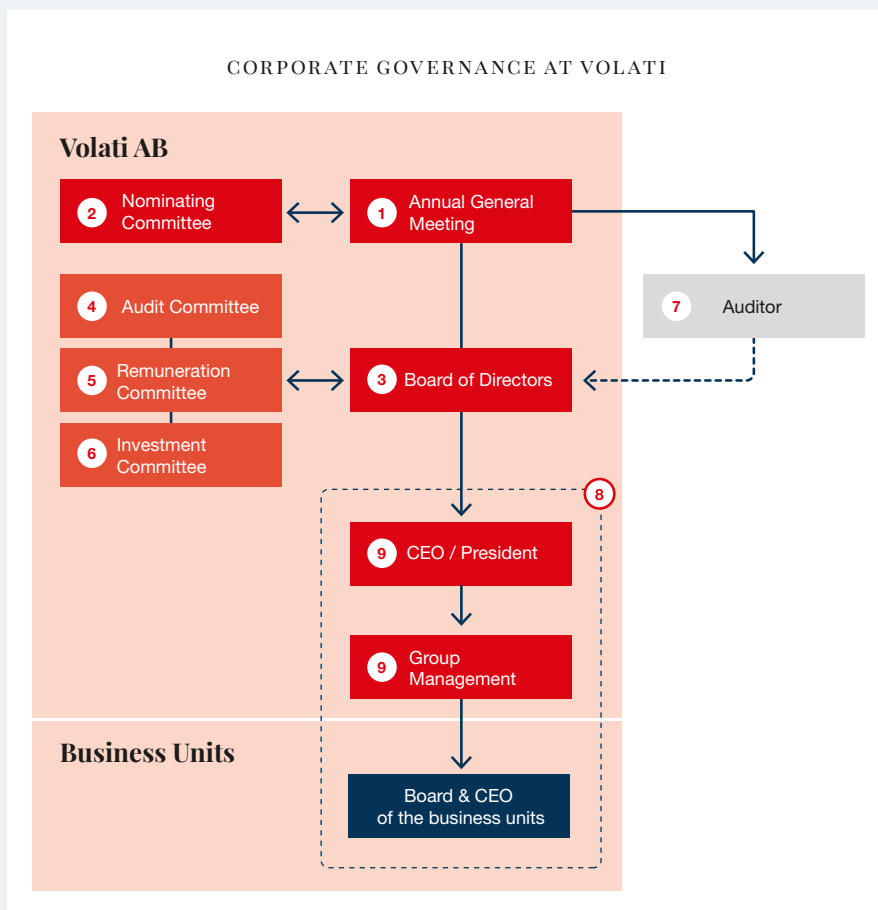 CORPORATE GOVERNANCE AT VOLATI
Volati AB
2 Nominating
Committee
1 Annual General
Meeting
4 Audit Committee
7 Auditor
5 Remuneration
Committee
3 Board of Directors
6 Investment
Committee
8
9 CEO / President
9 Group
Management
Business Units
Board & CEO
of the business units